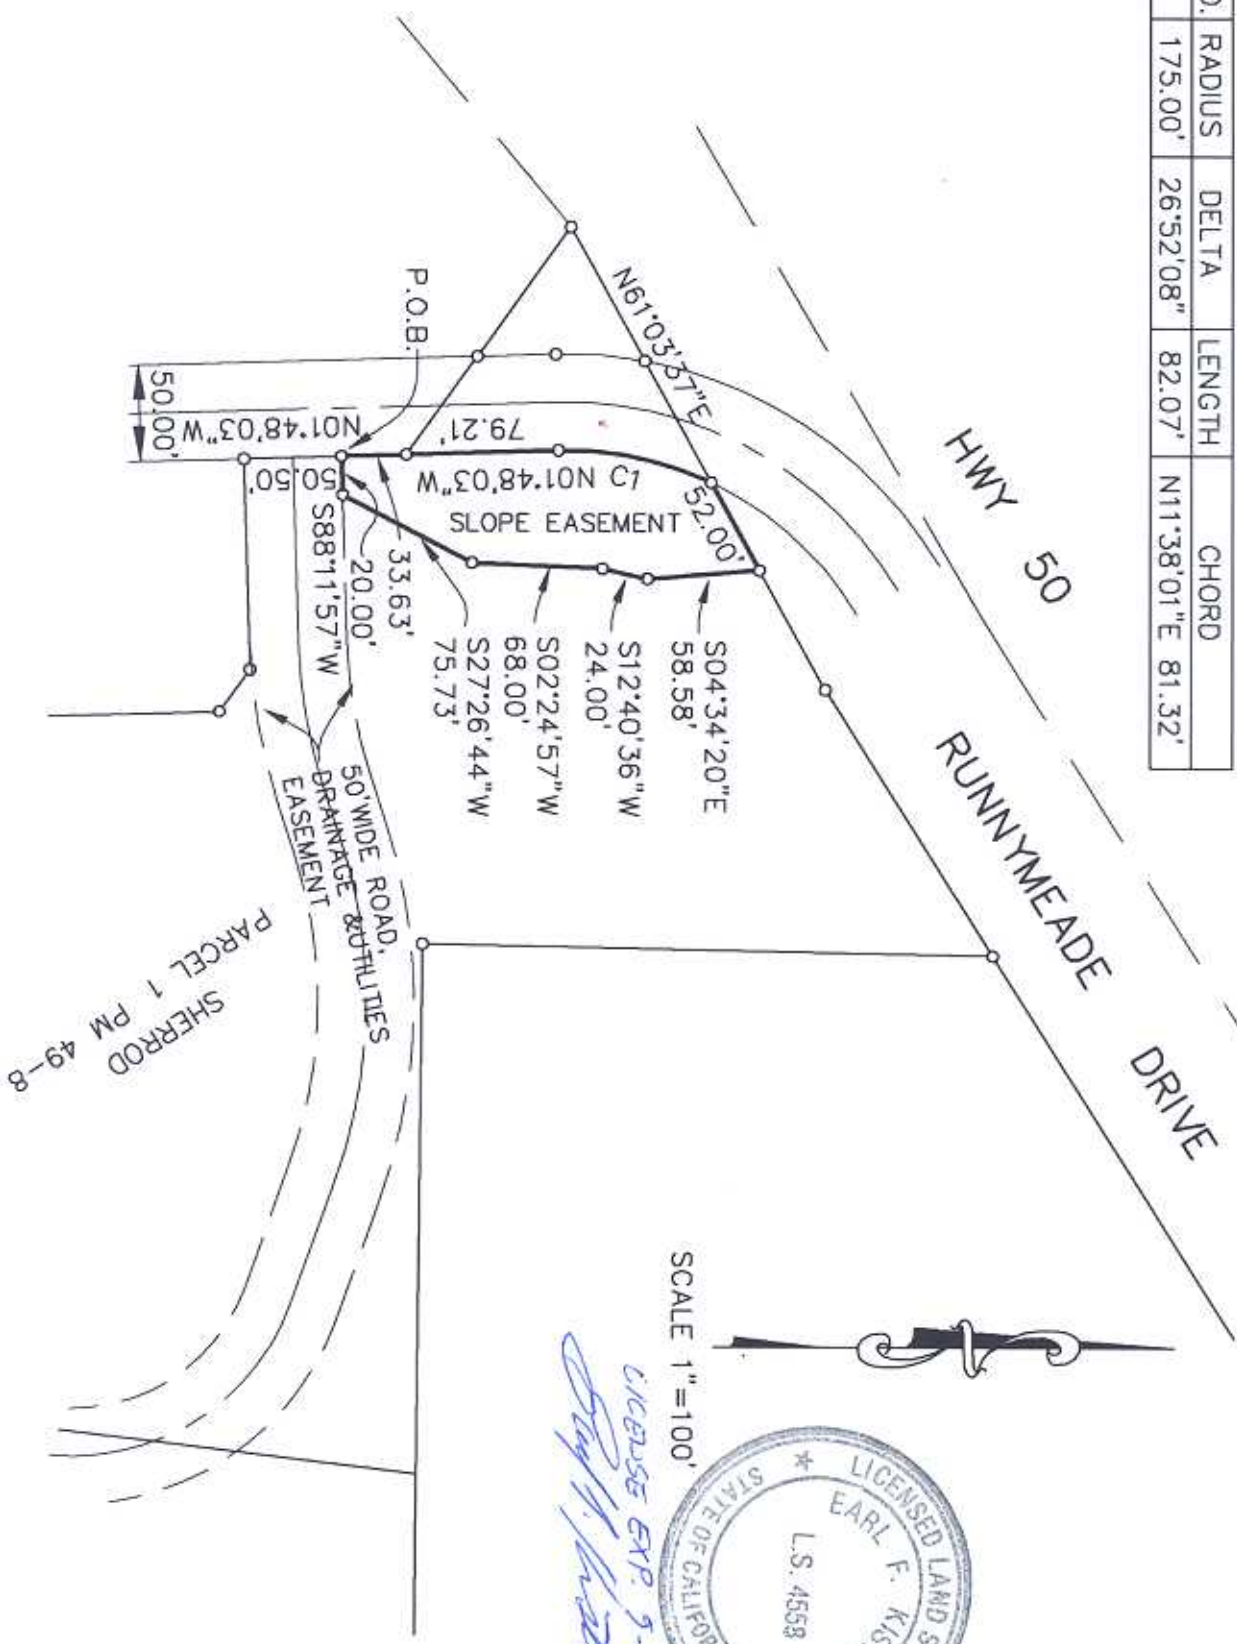 RADIUS DELTA LENGTH CHORD
175.00' 26°52'08" 82.07' N11°38'01"E 81.32'
HWY 50
RUNNYMEADE DRIVE
N61°03'37"E
52.00'
P.O.B.
79.21'
N01°48'03"W C1
SLOPE EASEMENT
N01°48'03"W
50.00'
50.50'
33.63'
20.00'
S88°11'57"W
S04°34'20"E
58.58'
S12°40'36"W
24.00'
S02°24'57"W
68.00'
S27°26'44"W
75.73'
50'WIDE ROAD,
DRAINAGE &UTILITIES
EASEMENT
SHERROD
PARCEL 1 PM 49-8
SCALE 1"=100'
LICENSED LAND
EARL F.
L.S. 4558
STATE OF
LICENSE EXP. 9-